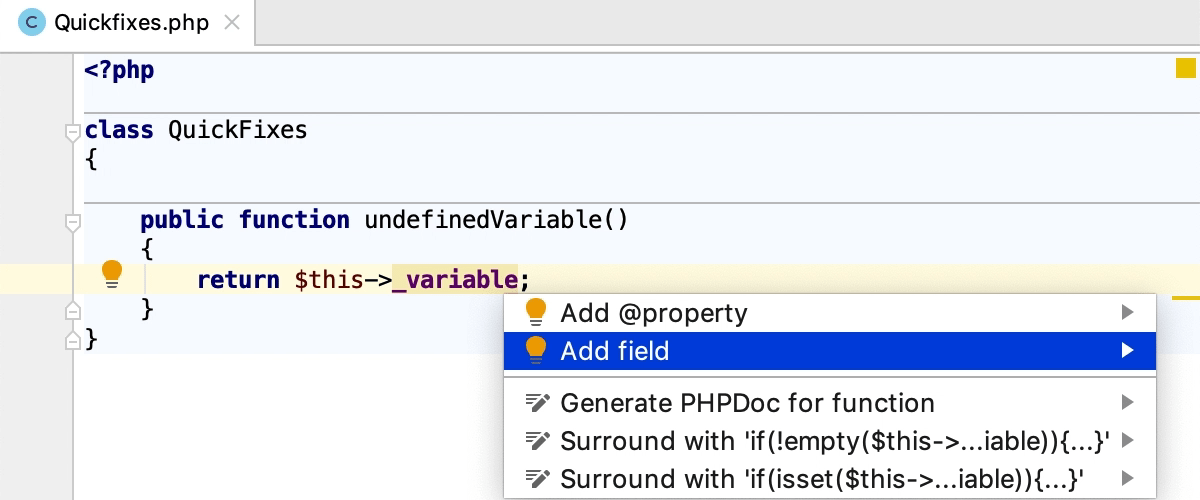 C Quickfixes.php
<?php
class QuickFixes
{
public function undefinedVariable()
{
return $this->_variable;
}
}
Add @property
Add field
Generate PHPDoc for function
Surround with 'if(!empty($this->...iable)){...}'
Surround with 'if(isset($this->...iable)){...}'